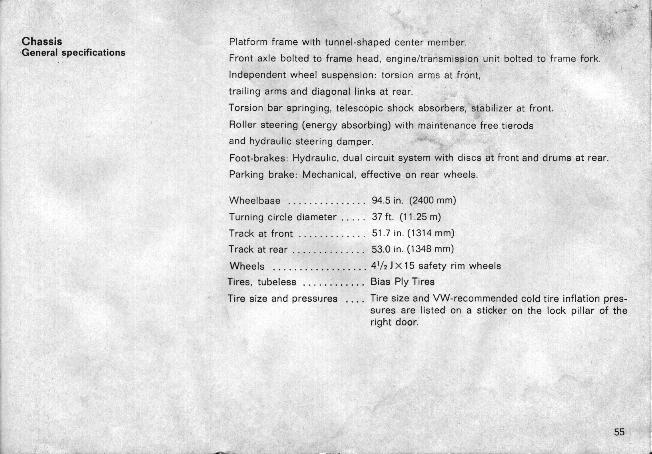 Chassis
General specifications
Platform frame with tunnel-shaped center member.
Front axle bolted to frame head, engine/transmission unit bolted to frame fork.
Independent wheel suspension: torsion arms at front,
trailing arms and diagonal links at rear.
Torsion bar springing, telescopic shock absorbers, stabilizer at front.
Roller steering (energy absorbing) with maintenance free tierods
and hydraulic steering damper.
Foot-brakes: Hydraulic, dual circuit system with discs at front and drums at rear.
Parking brake: Mechanical, effective on rear wheels.
Wheelbase ............... 94.5 in. (2400 mm)
Turning circle diameter ..... 37 ft. (11.25 m)
Track at front ............. 51.7 in. (1314 mm)
Track at rear .............. 53.0 in. (1348 mm)
Wheels .................. 4½ J×15 safety rim wheels
Tires, tubeless ............ Bias Ply Tires
Tire size and pressures .... Tire size and VW-recommended cold tire inflation pres-
sures are listed on a sticker on the lock pillar of the
right door.
55